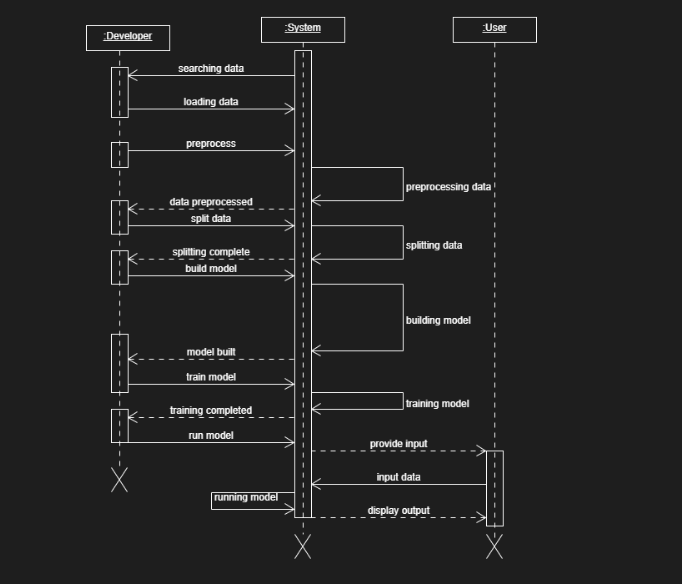 :Developer
:System
:User
searching data
loading data
preprocess
preprocessing data
data preprocessed
split data
splitting data
splitting complete
build model
building model
model built
train model
training model
training completed
run model
provide input
input data
running model
display output